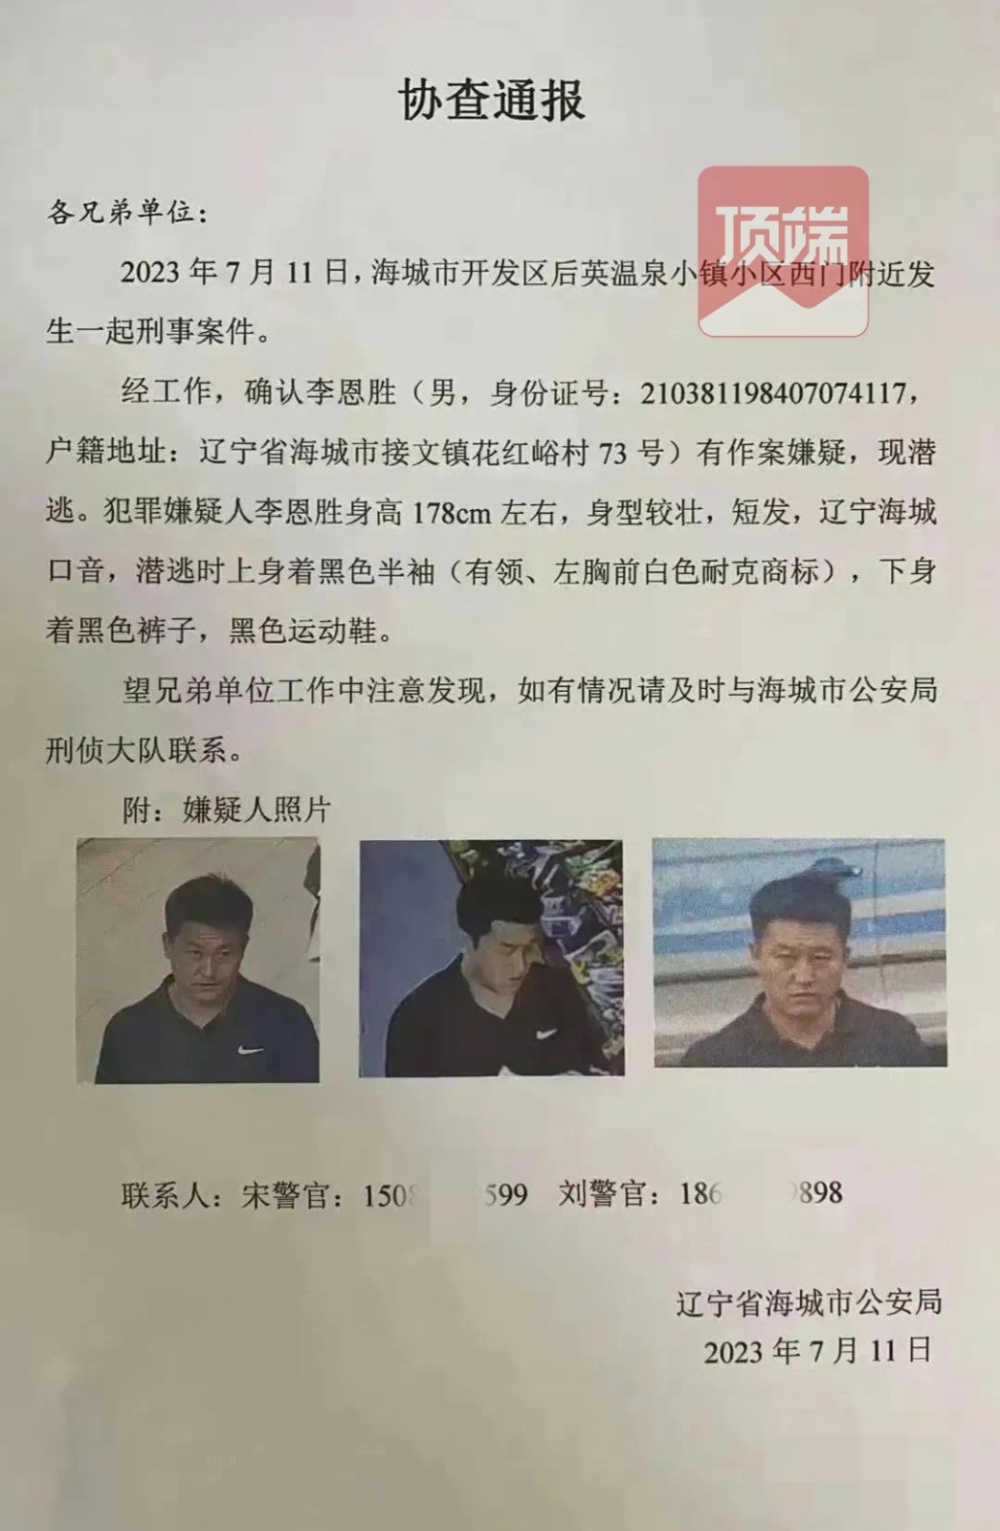 协查通报
顶端
各兄弟单位：
2023 年 7 月 11 日，海城市开发区后英温泉小镇小区西门附近发
生一起刑事案件。
经工作，确认李恩胜（男，身份证号：210381198407074117，
户籍地址：辽宁省海城市接文镇花红峪村 73 号）有作案嫌疑，现潜
逃。犯罪嫌疑人李恩胜身高 178cm 左右，身型较壮，短发，辽宁海城
口音，潜逃时上身着黑色半袖（有领、左胸前白色耐克商标），下身
着黑色裤子，黑色运动鞋。
望兄弟单位工作中注意发现，如有情况请及时与海城市公安局
刑侦大队联系。
附：嫌疑人照片
联系人：宋警官：150 599 刘警官：186 898
辽宁省海城市公安局
2023 年 7 月 11 日